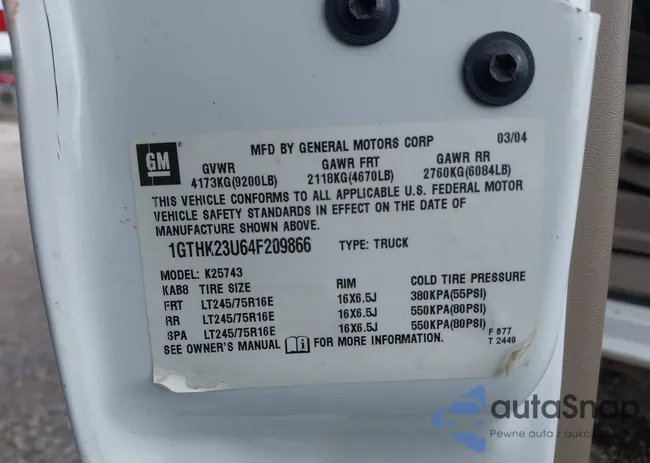 GM
MFD BY GENERAL MOTORS CORP 03/04
GVWR GAWR FRT GAWR RR
4173KG(9200LB) 2118KG(4670LB) 2760KG(6084LB)
THIS VEHICLE CONFORMS TO ALL APPLICABLE U.S. FEDERAL MOTOR
VEHICLE SAFETY STANDARDS IN EFFECT ON THE DATE OF
MANUFACTURE SHOWN ABOVE.
1GTHK23U64F209866 TYPE: TRUCK
MODEL: K25743
KAB8 TIRE SIZE RIM COLD TIRE PRESSURE
FRT LT245/75R16E 16X6.5J 380KPA(55PSI)
RR LT245/75R16E 16X6.5J 550KPA(80PSI)
SPA LT245/75R16E 16X6.5J 550KPA(80PSI)
SEE OWNER'S MANUAL FOR MORE INFORMATION.
F 877
T 2449
autoSnap
Pewne auta z aukcji